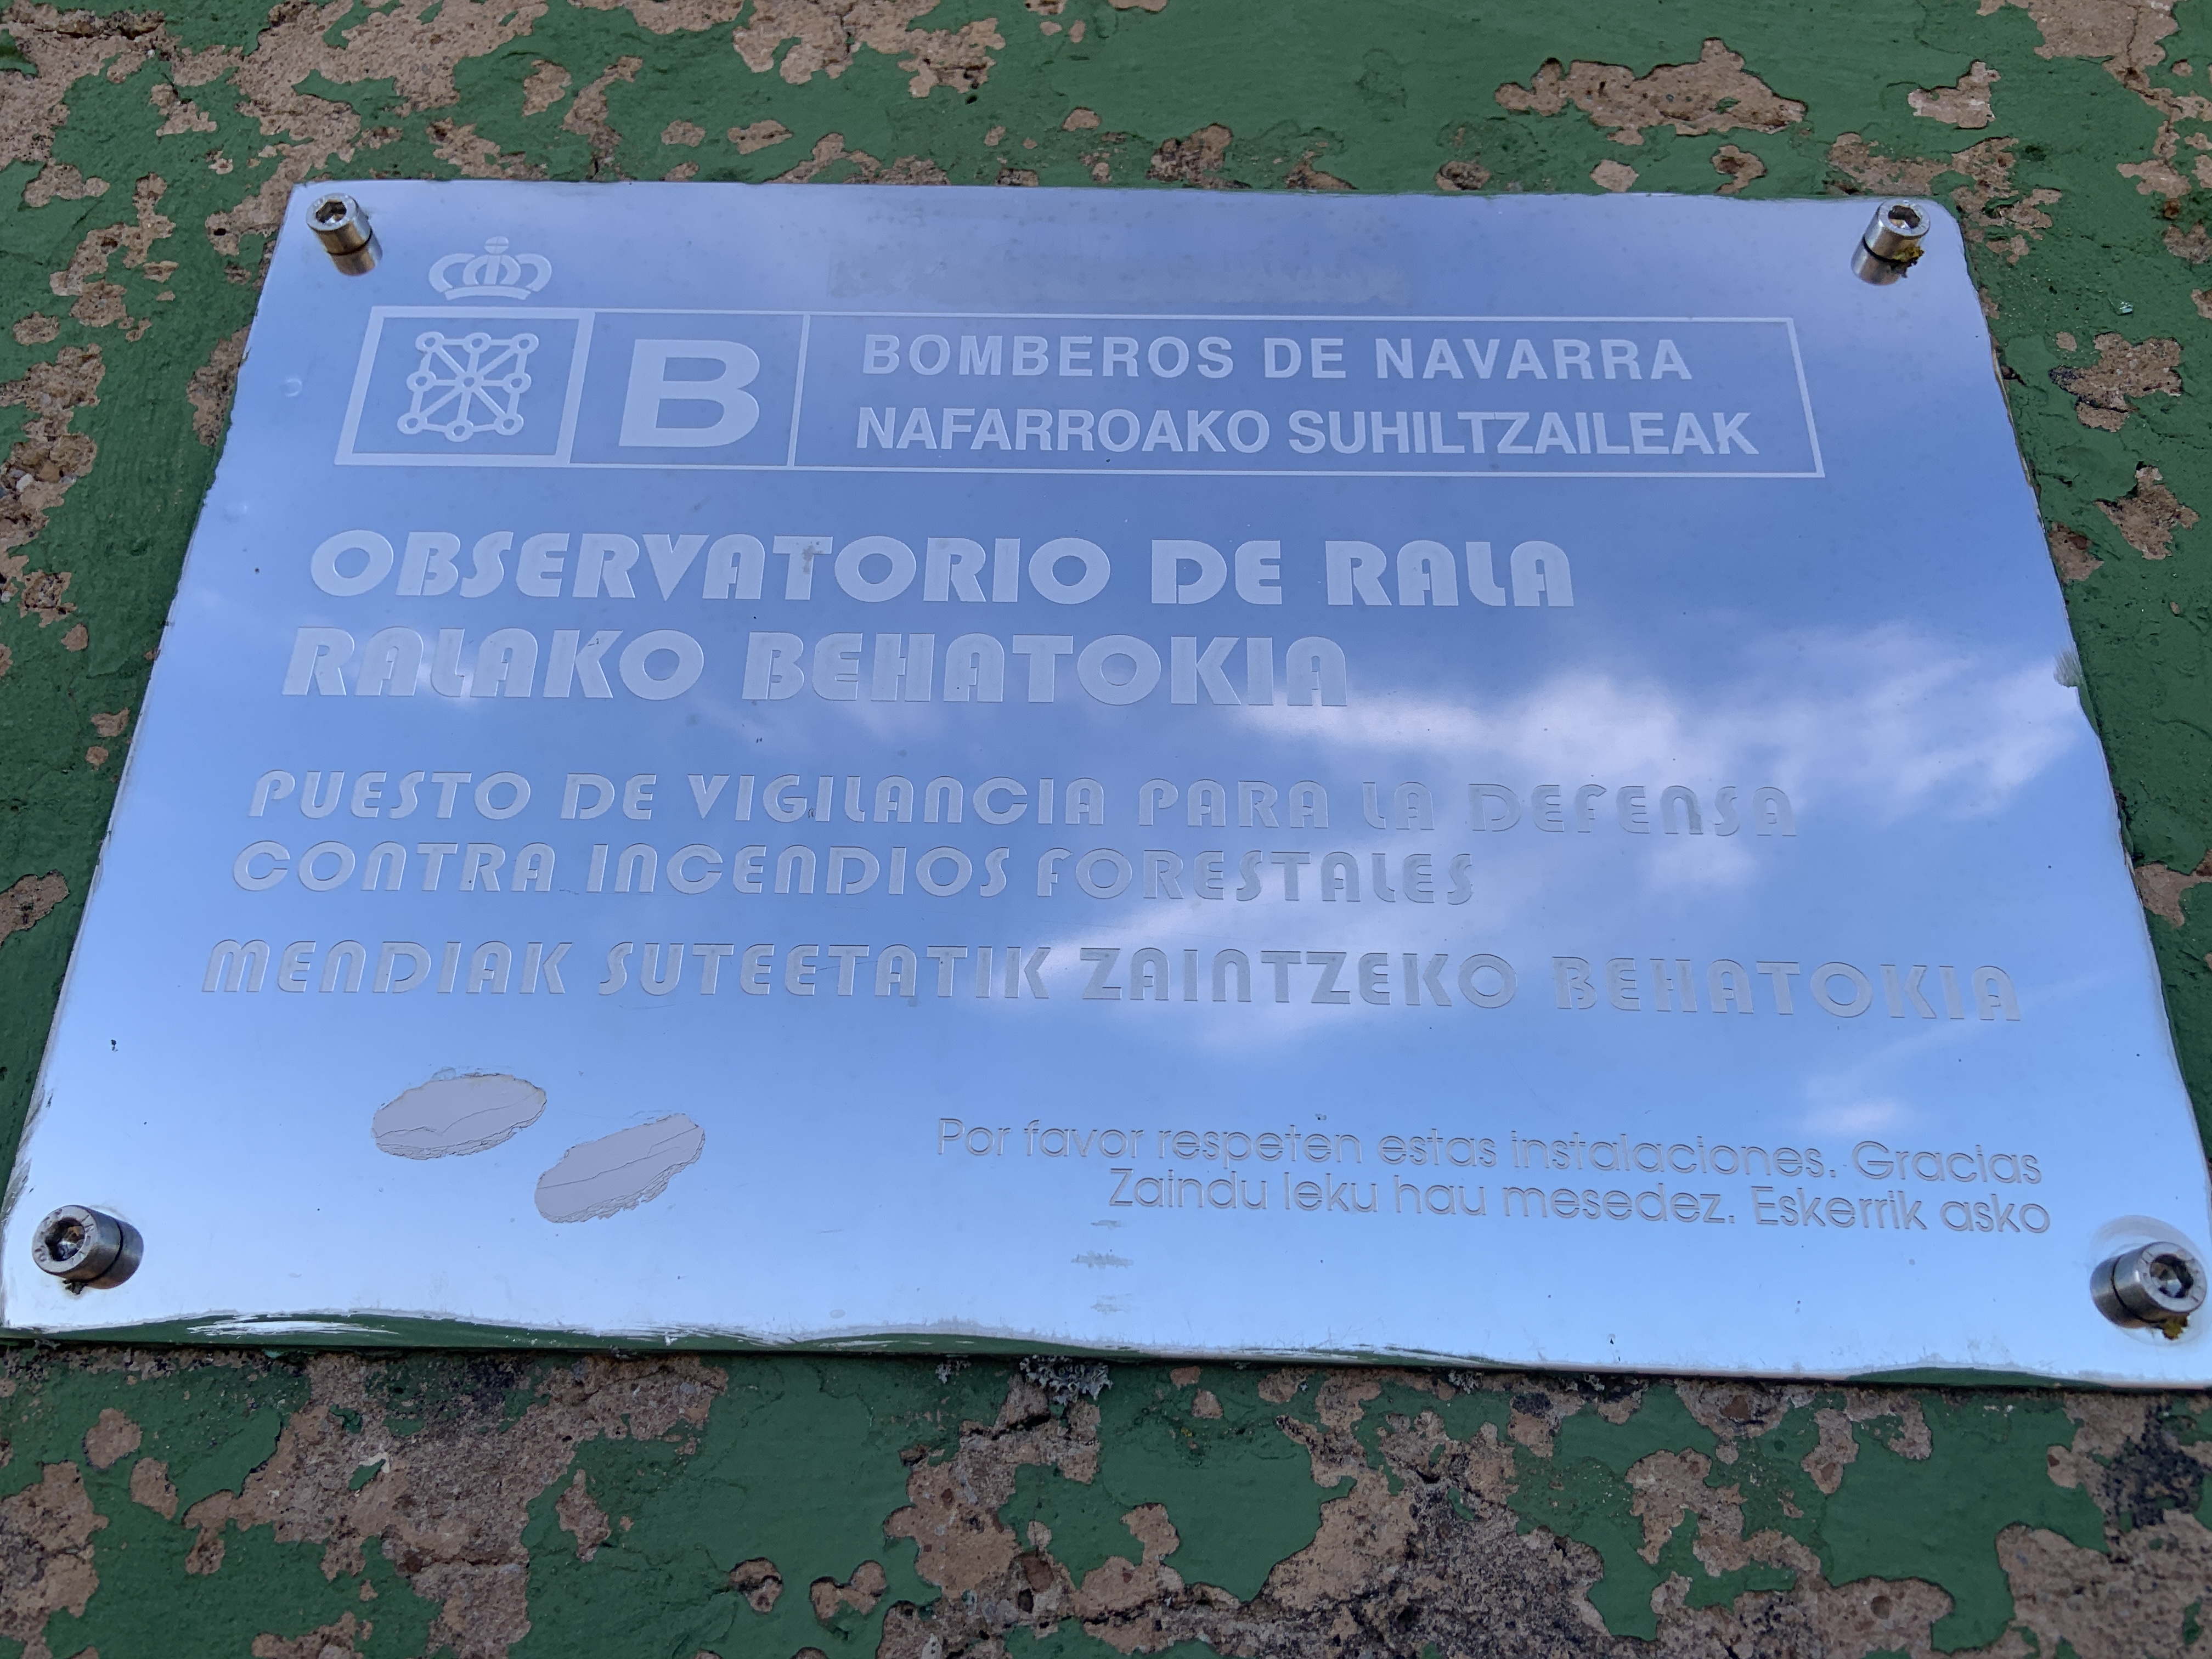 B
BOMBEROS DE NAVARRA
NAFARROAKO SUHILTZAILEAK
OBSERVATORIO DE RALA
RALAKO BEHATOKIA
PUESTO DE VIGILANCIA PARA LA DEFENSA
CONTRA INCENDIOS FORESTALES
MENDIAK SUTEETATIK ZAINTZEKO BEHATOKIA
Por favor respeten estas instalaciones. Gracias
Zaindu leku hau mesedez. Eskerrik asko